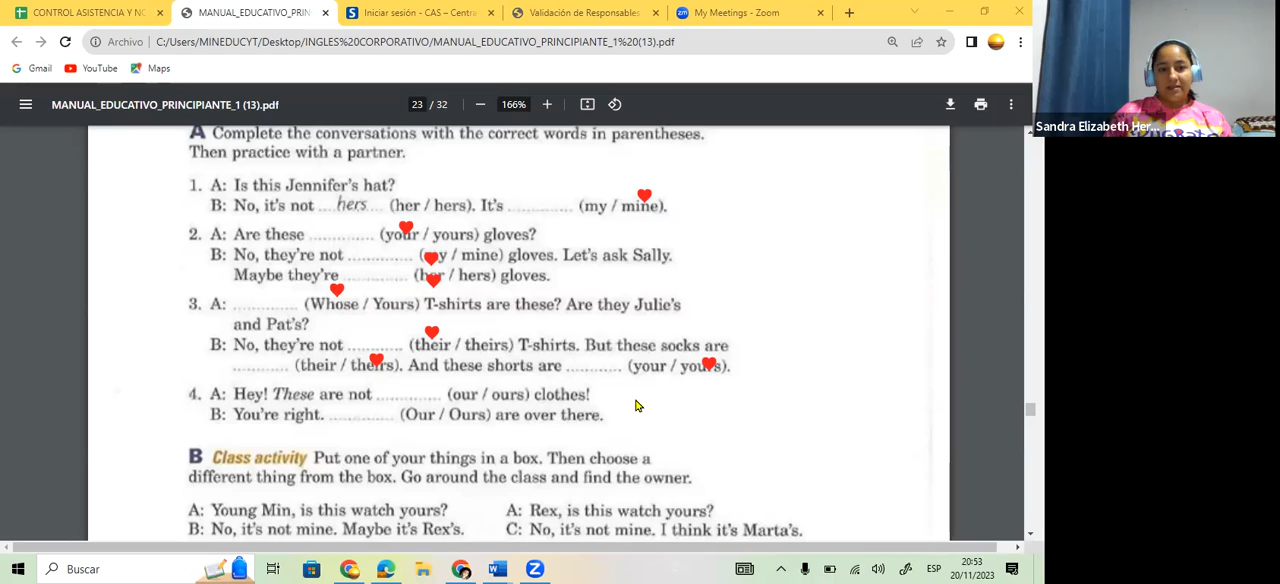 CONTROL ASISTENCIA Y NO
MANUAL_EDUCATIVO_PRIN
Iniciar sesión - CAS – Centra
Validación de Responsables
My Meetings - Zoom
Archivo
C:/Users/MINEDUCYT/Desktop/INGLES%20CORPORATIVO/MANUAL_EDUCATIVO_PRINCIPIANTE_1%20(13).pdf
Gmail
YouTube
Maps
MANUAL_EDUCATIVO_PRINCIPIANTE_1 (13).pdf
23 / 32
166%
Sandra Elizabeth Her...
A Complete the conversations with the correct words in parentheses.
Then practice with a partner.
1. A: Is this Jennifer's hat?
B: No, it's not ....hers.... (her / hers). It's ............. (my / mine).
2. A: Are these ............. (your / yours) gloves?
B: No, they're not ............. (my / mine) gloves. Let's ask Sally.
Maybe they're ............. (her / hers) gloves.
3. A: ............. (Whose / Yours) T-shirts are these? Are they Julie's
and Pat's?
B: No, they're not ............. (their / theirs) T-shirts. But these socks are
............. (their / theirs). And these shorts are ............. (your / yours).
4. A: Hey! These are not ............. (our / ours) clothes!
B: You're right. ............. (Our / Ours) are over there.
B Class activity Put one of your things in a box. Then choose a
different thing from the box. Go around the class and find the owner.
A: Young Min, is this watch yours?
B: No, it's not mine. Maybe it's Rex's.
A: Rex, is this watch yours?
C: No, it's not mine. I think it's Marta's.
Buscar
ESP
20:53
20/11/2023